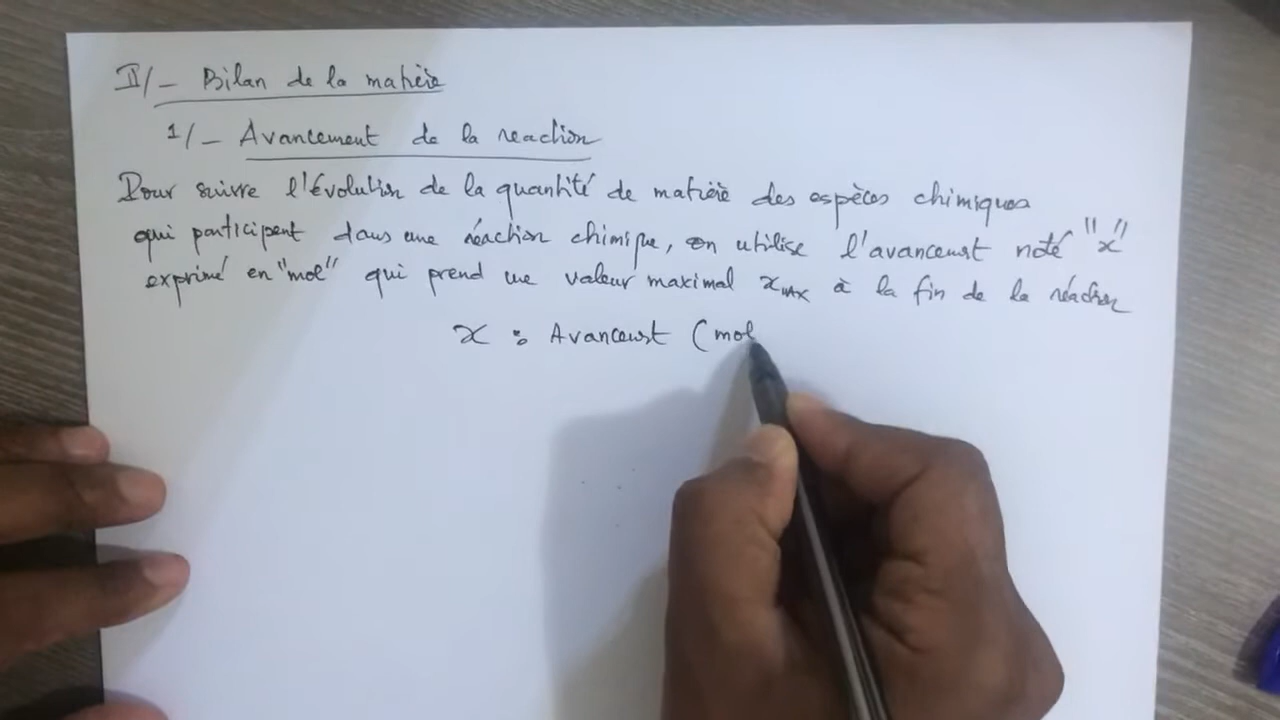 II/- Bilan de la matière
1/- Avancement de la reaction
Pour suivre l'évolution de la quantité de matière des espèces chimiques
qui participent dans une réaction chimique, on utilise l'avancement noté "x"
exprimé en "mol" qui prend une valeur maximal xMAX à la fin de la réaction
x : Avancement (mol